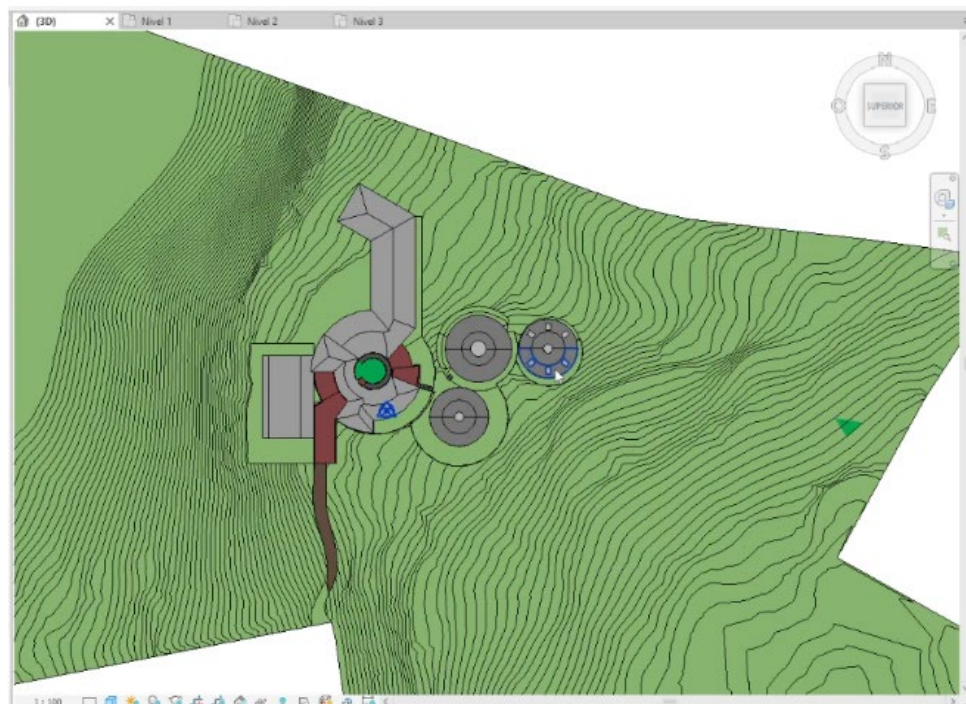 (3D)
Nivel 1
Nivel 2
Nivel 3
N
SUPERIOR
O
E
S
1 : 100